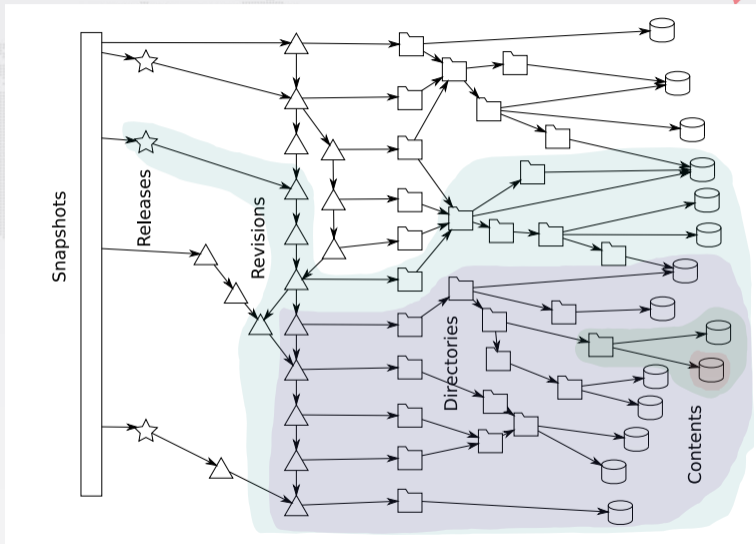 Snapshots
Releases
Revisions
Directories
Contents